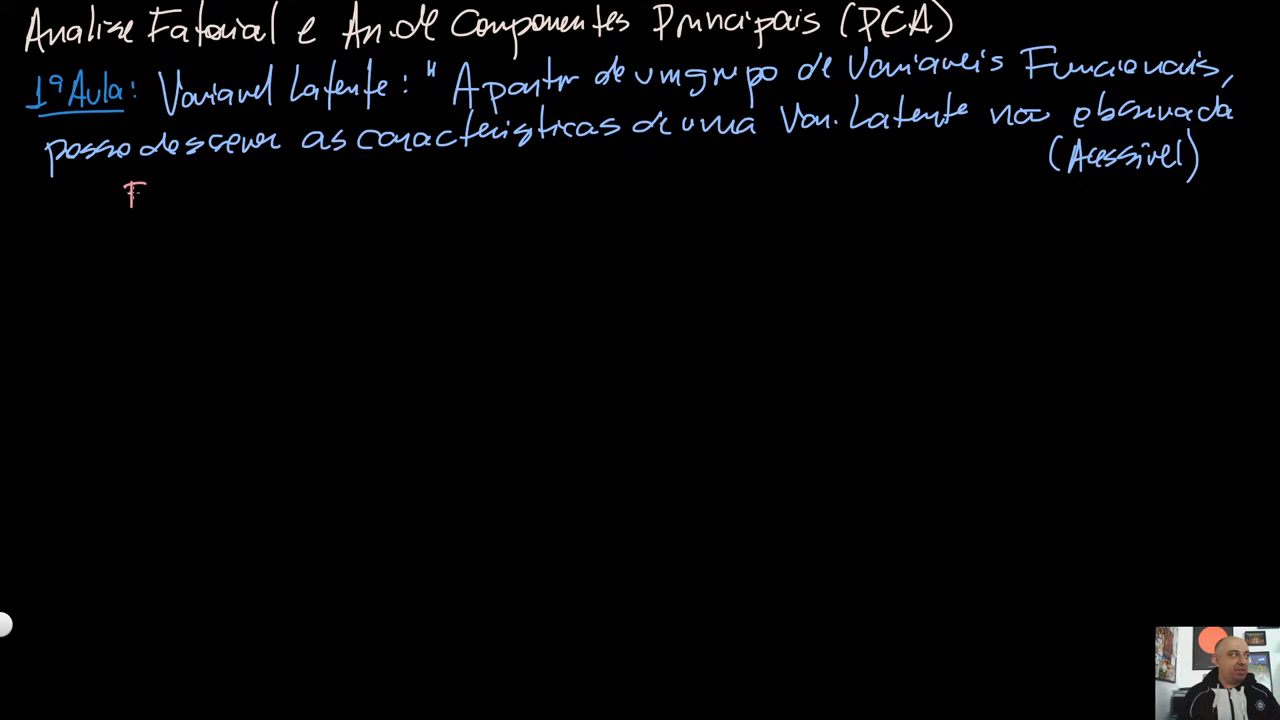 Análise Fatorial e An. de Componentes Principais (PCA)
1ª Aula: Variavel Latente: "A partir de um grupo de Variaveis Funcionais,
posso descrever as caracteristicas de uma Var. Latente não observada
(Acessivel)
F